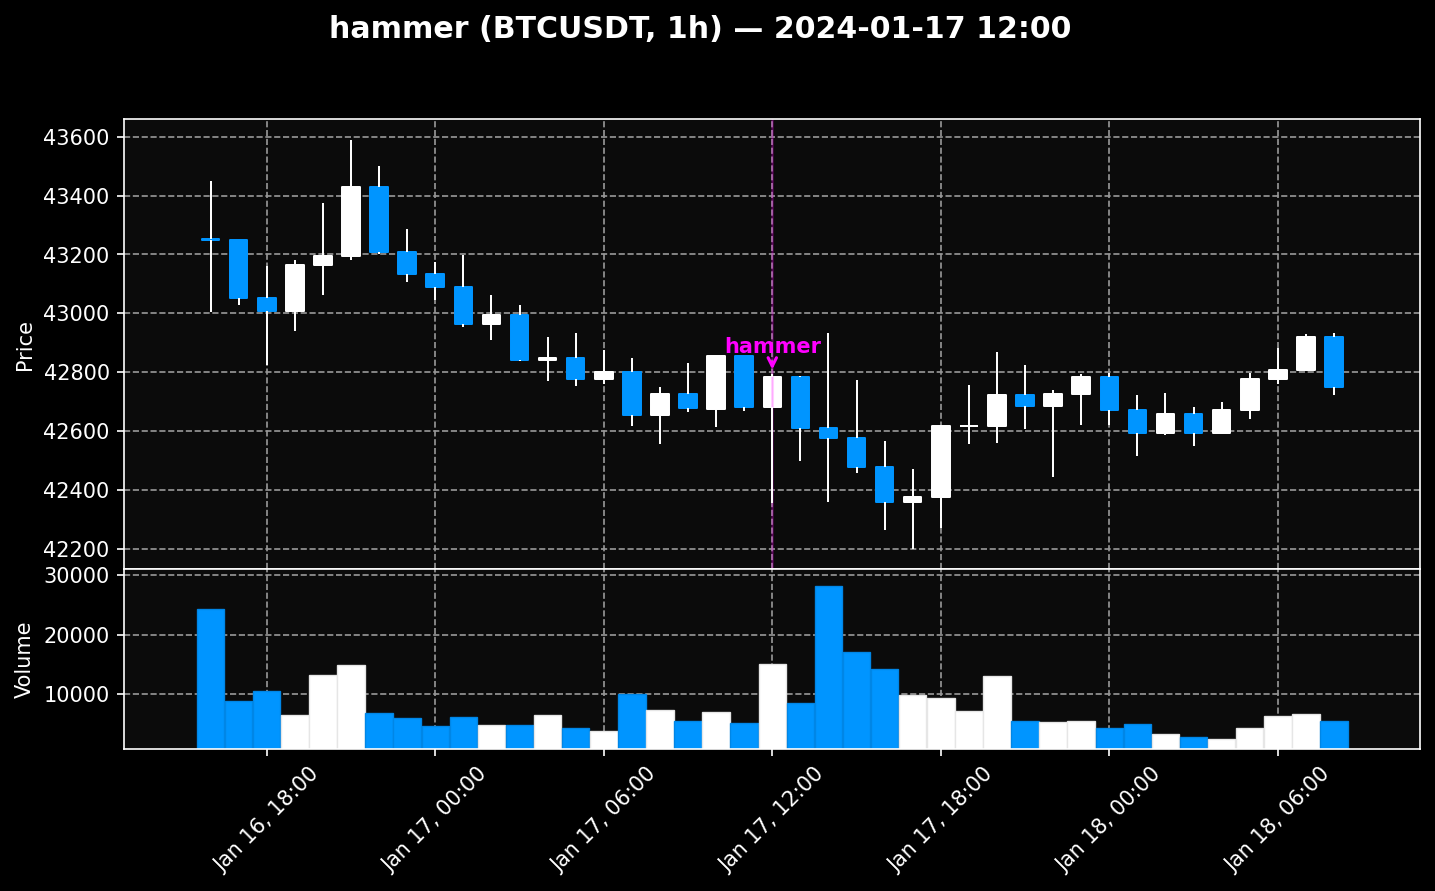 hammer (BTCUSDT, 1h) — 2024-01-17 12:00
43600
43400
43200
43000
42800
42600
42400
42200
Price
hammer
30000
20000
10000
Volume
Jan 16, 18:00
Jan 17, 00:00
Jan 17, 06:00
Jan 17, 12:00
Jan 17, 18:00
Jan 18, 00:00
Jan 18, 06:00